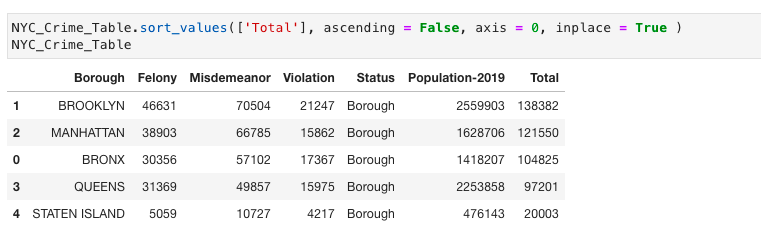 NYC_Crime_Table.sort_values(['Total'], ascending = False, axis = 0, inplace = True )
NYC_Crime_Table
Borough Felony Misdemeanor Violation Status Population-2019 Total
1 BROOKLYN 46631 70504 21247 Borough 2559903 138382
2 MANHATTAN 38903 66785 15862 Borough 1628706 121550
0 BRONX 30356 57102 17367 Borough 1418207 104825
3 QUEENS 31369 49857 15975 Borough 2253858 97201
4 STATEN ISLAND 5059 10727 4217 Borough 476143 20003